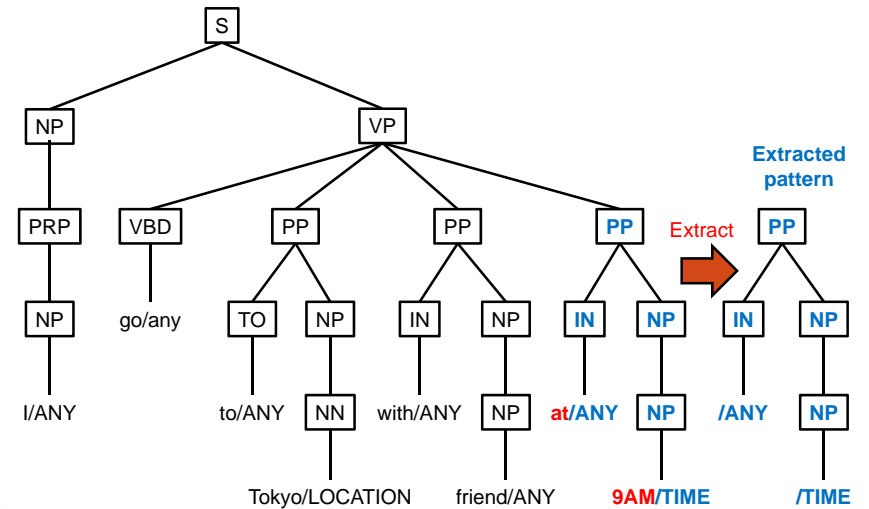 S
NP
VP
Extracted
pattern
PRP
VBD
PP
PP
PP
Extract
PP
NP
go/any
TO
NP
IN
NP
IN
NP
IN
NP
I/ANY
to/ANY
NN
with/ANY
NP
at/ANY
NP
/ANY
NP
Tokyo/LOCATION
friend/ANY
9AM/TIME
/TIME